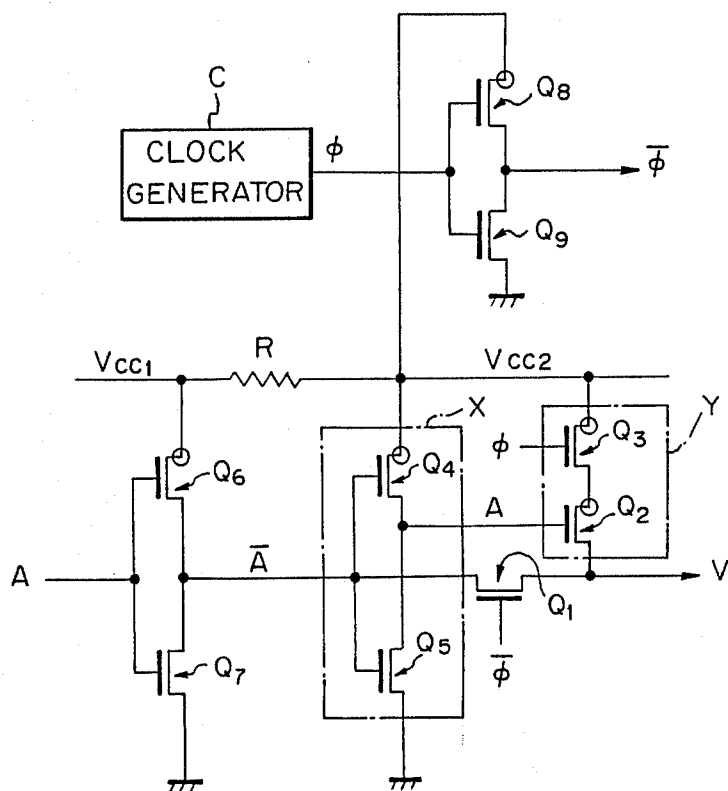 C
CLOCK
GENERATOR
ϕ
Q8
ϕ̅
Q9
VCC1
R
VCC2
X
Y
Q6
Q4
ϕ
Q3
A
Q2
A
A̅
V
Q1
Q7
Q5
ϕ̅